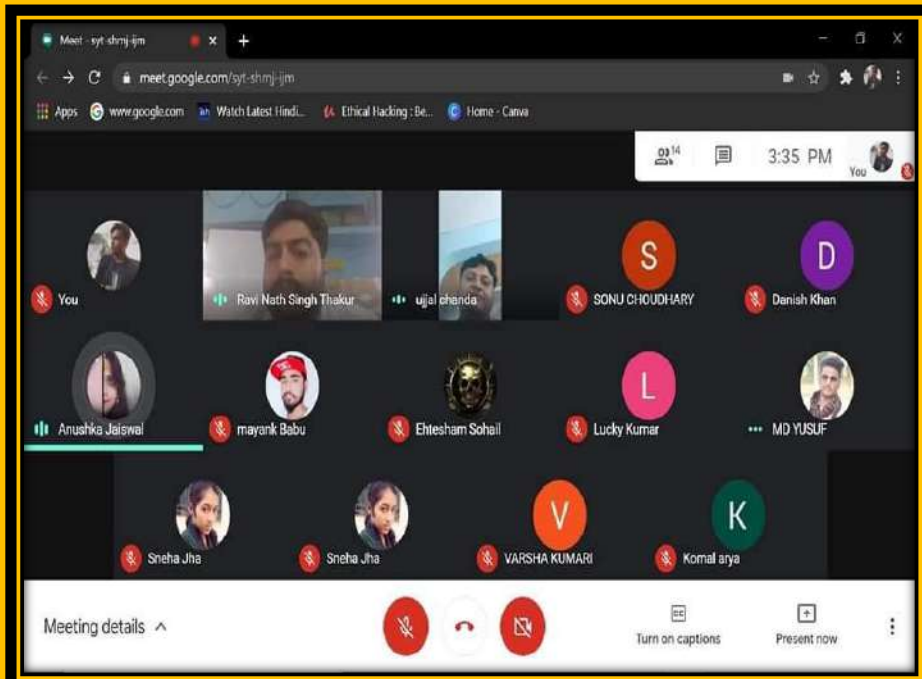 Meet - syt-shmj-ijm
meet.google.com/syt-shmj-ijm
Apps www.google.com Watch Latest Hindi... Ethical Hacking : Be... Home - Canva
14 3:35 PM You
You Ravi Nath Singh Thakur ujjal chanda SONU CHOUDHARY Danish Khan
S D
Anushka Jaiswal mayank Babu Ehtesham Sohail Lucky Kumar MD YUSUF
L
Sneha Jha Sneha Jha VARSHA KUMARI Komal arya
V K
Meeting details Turn on captions Present now